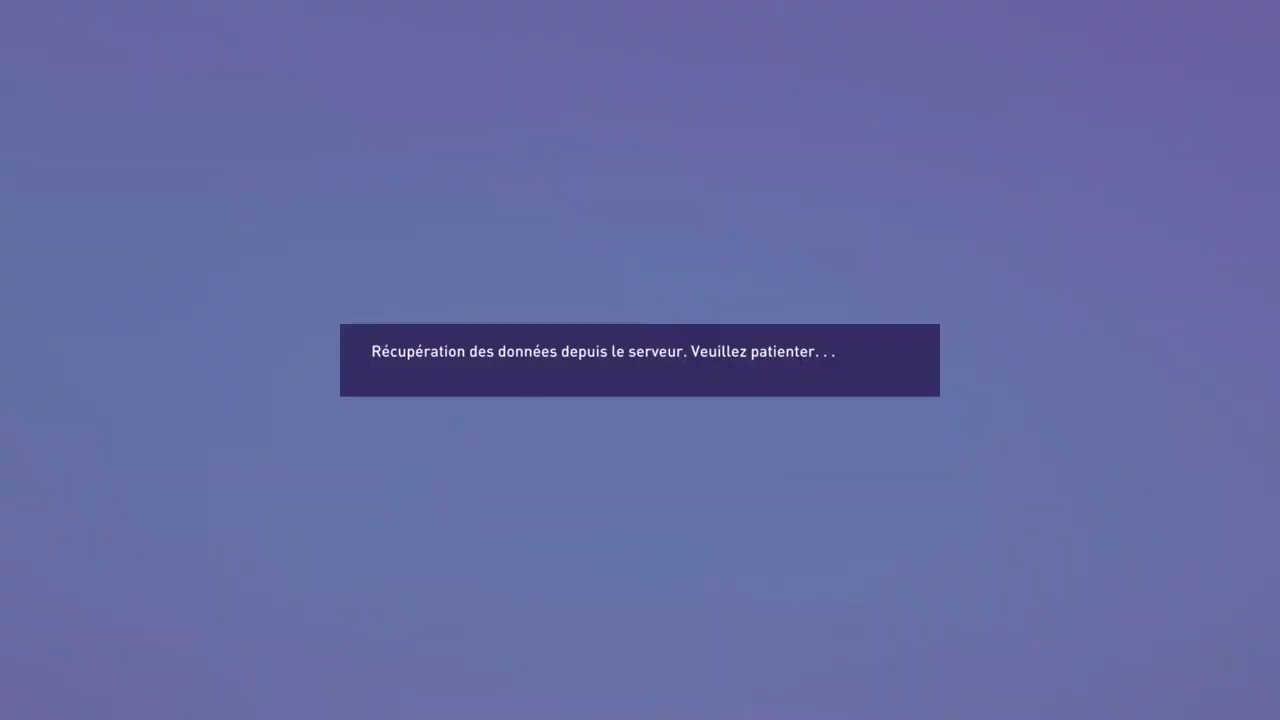 Récupération des données depuis le serveur. Veuillez patienter. . .